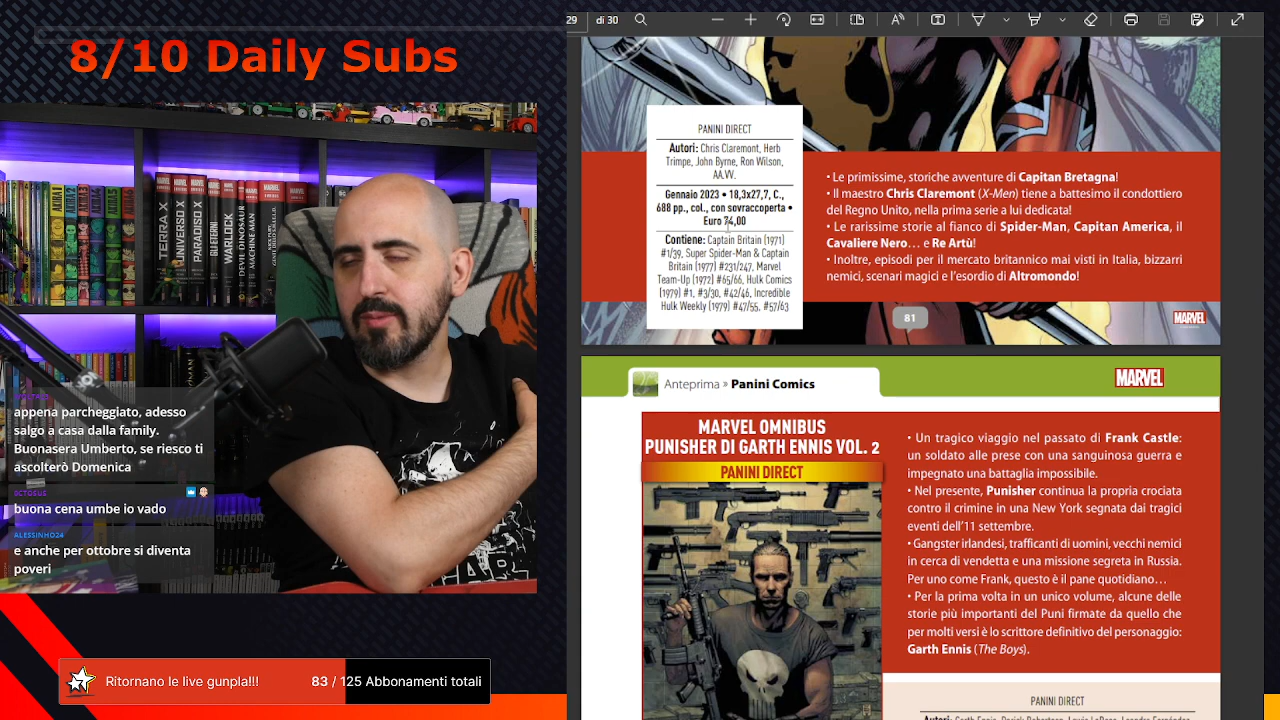 8/10 Daily Subs
TERRA X
UNIVERSO X
PARADISO X
GLI ETERNI
WARLOCK
DEVIL DINOSAUR
MACHINE MAN
appena parcheggiato, adesso
salgo a casa dalla family.
Buonasera Umberto, se riesco ti
ascolterò Domenica
buona cena umbe io vado
ALESSINHO24
e anche per ottobre si diventa
poveri
Ritornano le live gunpla!!!
83 / 125 Abbonamenti totali
29 di 30
PANINI DIRECT
Autori: Chris Claremont, Herb
Trimpe, John Byrne, Ron Wilson,
AA.VV.
Gennaio 2023 • 18,3x27,7, C.,
688 pp., col., con sovraccoperta •
Euro 74,00
Contiene: Captain Britain (1971)
#1/39, Super Spider-Man & Captain
Britain (1977) #231/247, Marvel
Team-Up (1972) #65/66, Hulk Comics
(1979) #1, #3/30, #42/46, Incredible
Hulk Weekly (1979) #47/55, #57/63
• Le primissime, storiche avventure di Capitan Bretagna!
• Il maestro Chris Claremont (X-Men) tiene a battesimo il condottiero
del Regno Unito, nella prima serie a lui dedicata!
• Le rarissime storie al fianco di Spider-Man, Capitan America, il
Cavaliere Nero… e Re Artù!
• Inoltre, episodi per il mercato britannico mai visti in Italia, bizzarri
nemici, scenari magici e l'esordio di Altromondo!
81
MARVEL
Anteprima » Panini Comics
MARVEL
MARVEL OMNIBUS
PUNISHER DI GARTH ENNIS VOL. 2
PANINI DIRECT
• Un tragico viaggio nel passato di Frank Castle:
un soldato alle prese con una sanguinosa guerra e
impegnato una battaglia impossibile.
• Nel presente, Punisher continua la propria crociata
contro il crimine in una New York segnata dai tragici
eventi dell'11 settembre.
• Gangster irlandesi, trafficanti di uomini, vecchi nemici
in cerca di vendetta e una missione segreta in Russia.
Per uno come Frank, questo è il pane quotidiano…
• Per la prima volta in un unico volume, alcune delle
storie più importanti del Puni firmate da quello che
per molti versi è lo scrittore definitivo del personaggio:
Garth Ennis (The Boys).
PANINI DIRECT